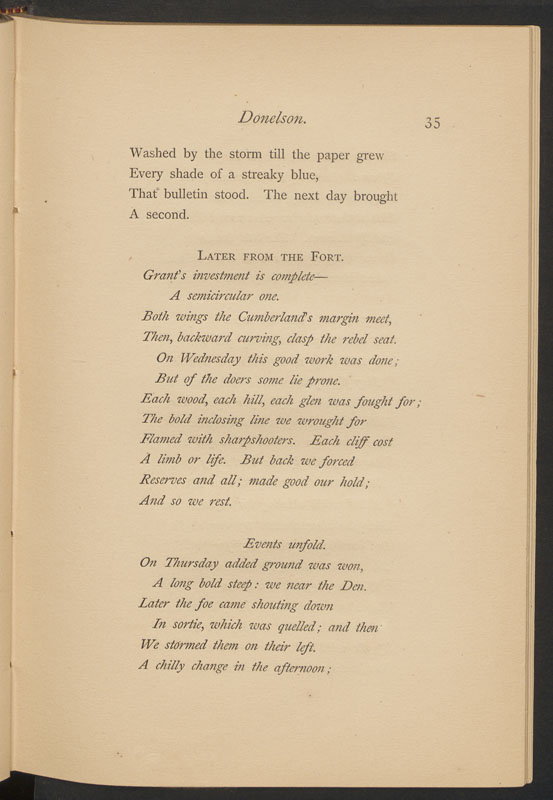 Donelson.
35
Washed by the storm till the paper grew
Every shade of a streaky blue,
That bulletin stood. The next day brought
A second.
LATER FROM THE FORT.
Grant's investment is complete—
A semicircular one.
Both wings the Cumberland's margin meet,
Then, backward curving, clasp the rebel seat.
On Wednesday this good work was done;
But of the doers some lie prone.
Each wood, each hill, each glen was fought for;
The bold inclosing line we wrought for
Flamed with sharpshooters. Each cliff cost
A limb or life. But back we forced
Reserves and all; made good our hold;
And so we rest.
Events unfold.
On Thursday added ground was won,
A long bold steep: we near the Den.
Later the foe came shouting down
In sortie, which was quelled; and then
We stormed them on their left.
A chilly change in the afternoon;